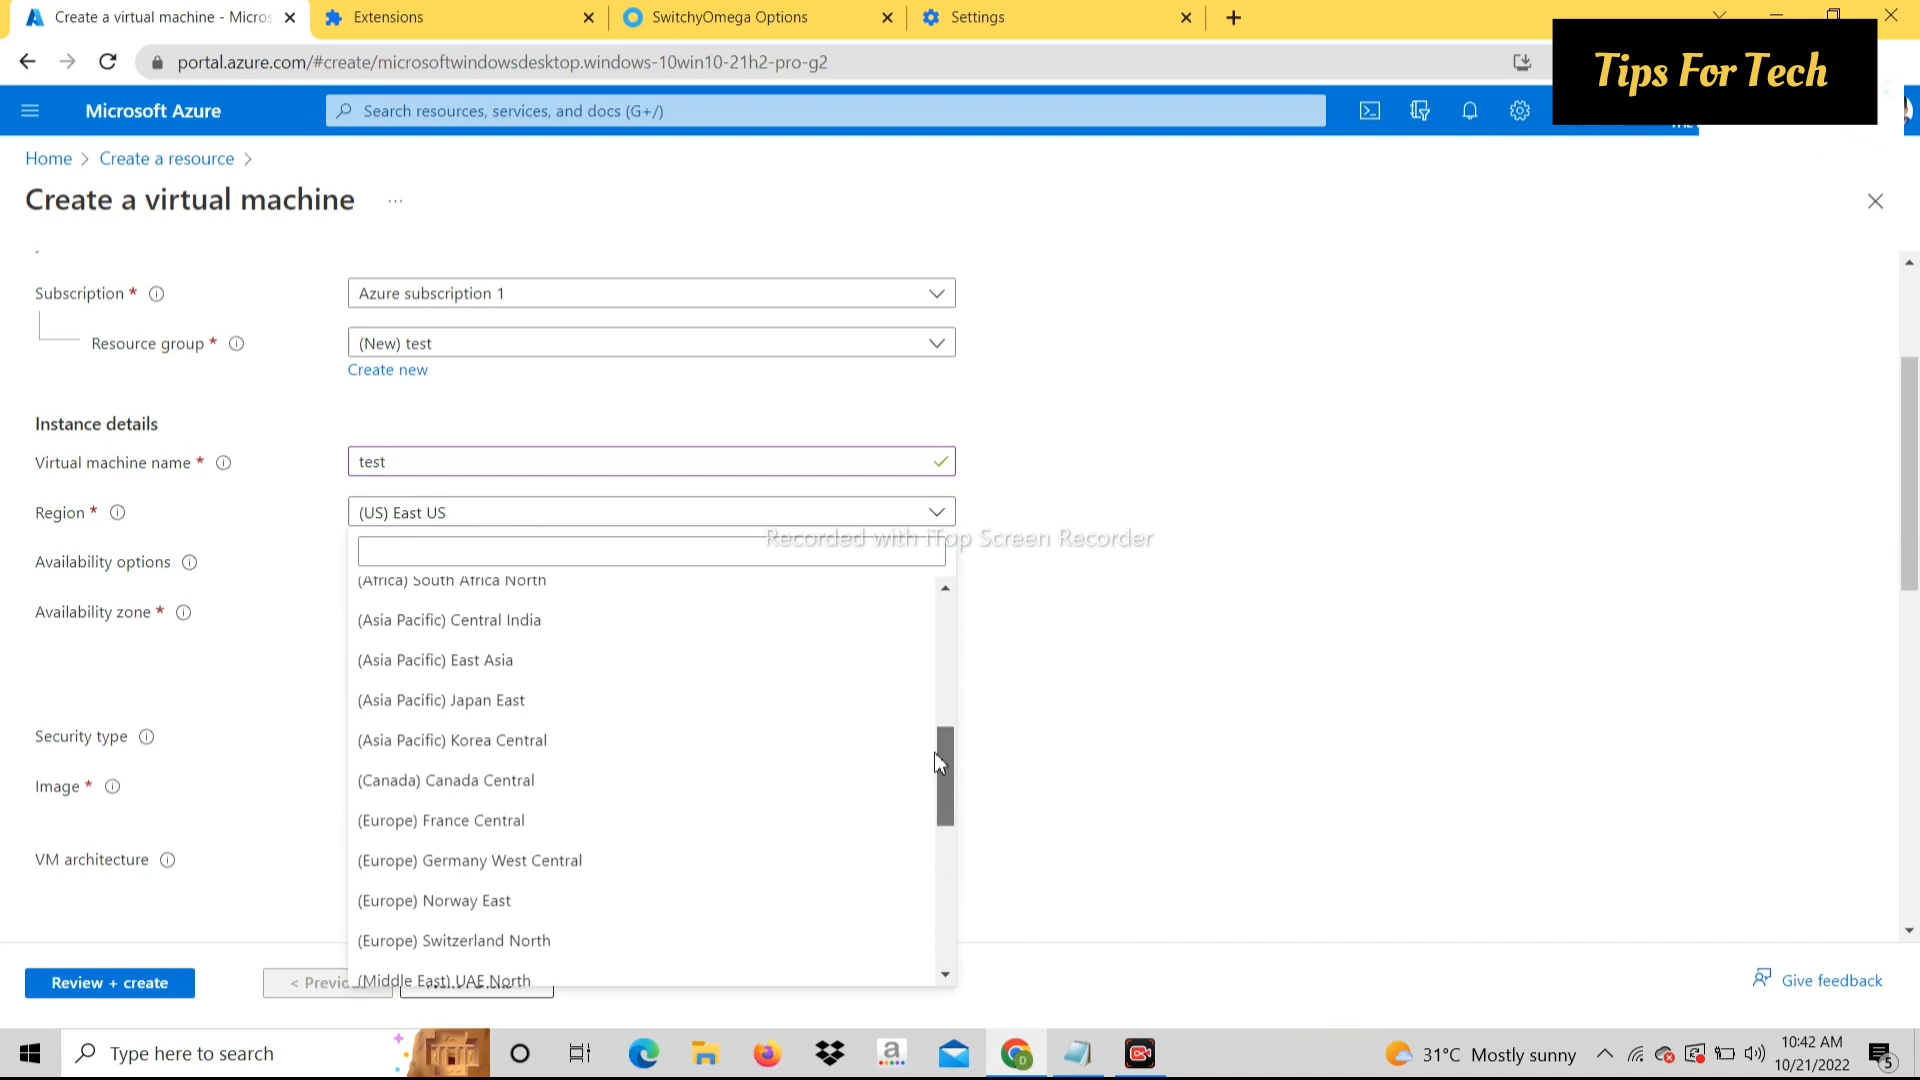 Create a virtual machine - Micros
Extensions
SwitchyOmega Options
Settings
portal.azure.com/#create/microsoftwindowsdesktop.windows-10win10-21h2-pro-g2
Tips For Tech
Microsoft Azure
Search resources, services, and docs (G+/)
Home > Create a resource >
Create a virtual machine ...
Subscription *
Azure subscription 1
Resource group *
(New) test
Create new
Instance details
Virtual machine name *
test
Region *
(US) East US
Recorded with iTop Screen Recorder
Availability options
(Africa) South Africa North
Availability zone *
(Asia Pacific) Central India
(Asia Pacific) East Asia
(Asia Pacific) Japan East
Security type
(Asia Pacific) Korea Central
Image *
(Canada) Canada Central
(Europe) France Central
VM architecture
(Europe) Germany West Central
(Europe) Norway East
(Europe) Switzerland North
(Middle East) UAE North
Review + create
< Previo
Give feedback
Type here to search
31°C Mostly sunny
10:42 AM
10/21/2022
5